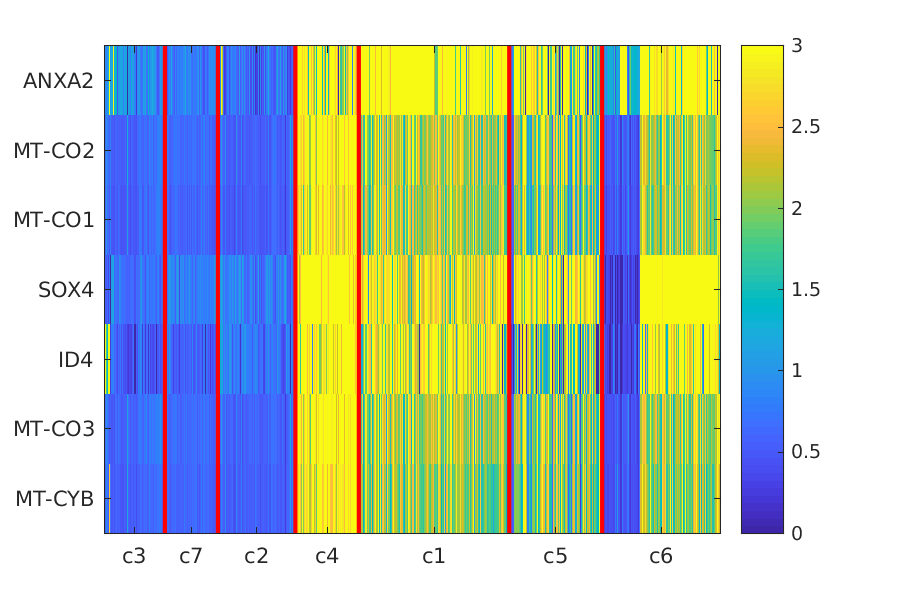 ANXA2
MT-CO2
MT-CO1
SOX4
ID4
MT-CO3
MT-CYB
c3 c7 c2 c4 c1 c5 c6
3
2.5
2
1.5
1
0.5
0